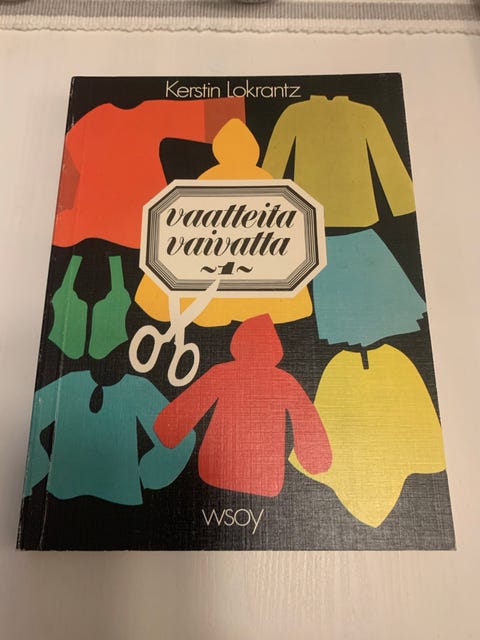 Kerstin Lokrantz
vaatteita
vaivatta
~1~
wsoy